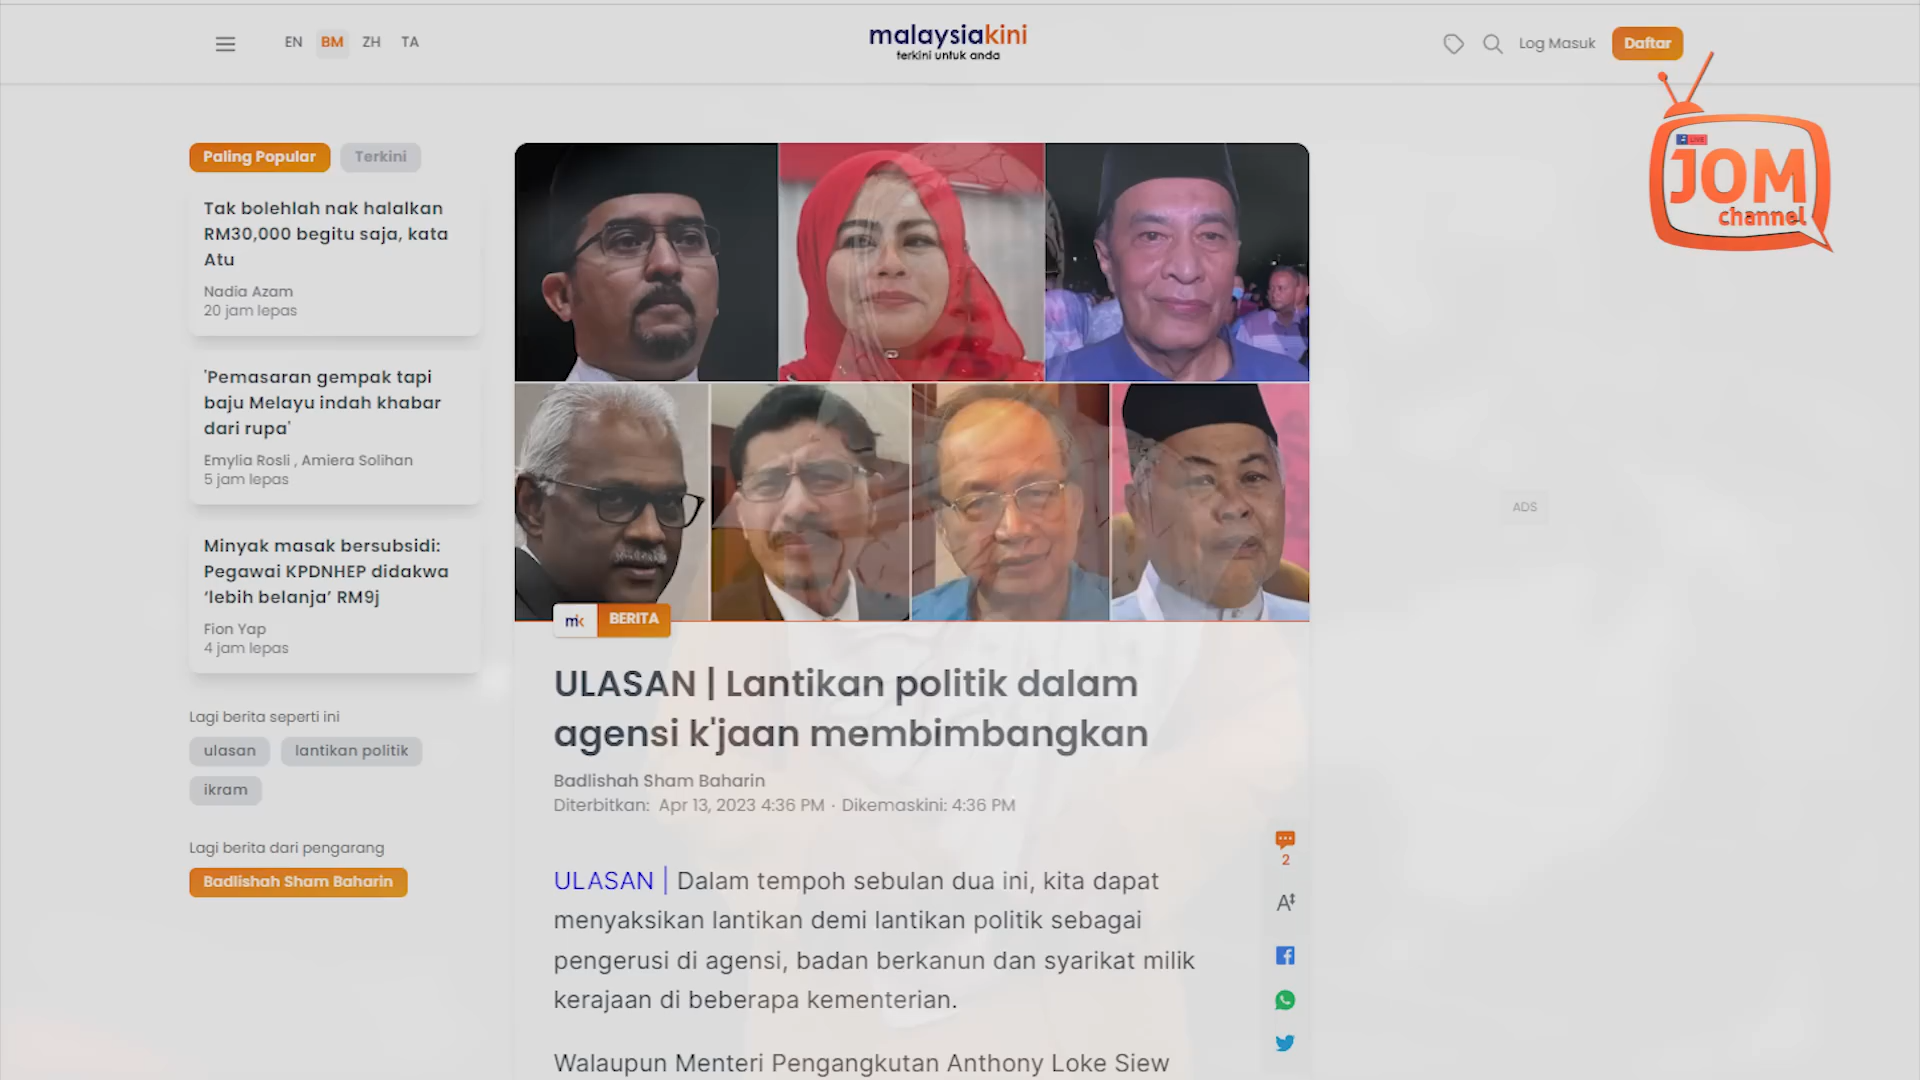 EN BM ZH TA
malaysiakini
terkini untuk anda
Log Masuk Daftar
LIVE
JOM
channel
Paling Popular Terkini
Tak bolehlah nak halalkan
RM30,000 begitu saja, kata
Atu
Nadia Azam
20 jam lepas
'Pemasaran gempak tapi
baju Melayu indah khabar
dari rupa'
Emylia Rosli , Amiera Solihan
5 jam lepas
Minyak masak bersubsidi:
Pegawai KPDNHEP didakwa
‘lebih belanja’ RM9j
Fion Yap
4 jam lepas
Lagi berita seperti ini
ulasan lantikan politik
ikram
Lagi berita dari pengarang
Badlishah Sham Baharin
mk BERITA
ULASAN | Lantikan politik dalam
agensi k'jaan membimbangkan
Badlishah Sham Baharin
Diterbitkan: Apr 13, 2023 4:36 PM · Dikemaskini: 4:36 PM
ULASAN | Dalam tempoh sebulan dua ini, kita dapat
menyaksikan lantikan demi lantikan politik sebagai
pengerusi di agensi, badan berkanun dan syarikat milik
kerajaan di beberapa kementerian.
Walaupun Menteri Pengangkutan Anthony Loke Siew
2
A
ADS